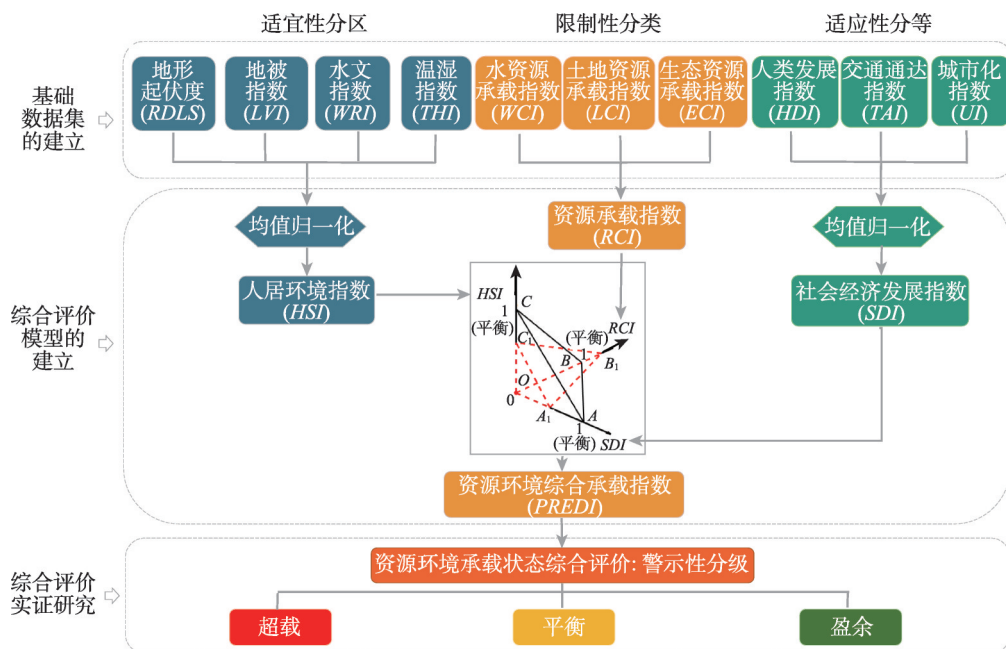 适宜性分区
限制性分类
适应性分等
基础
数据集
的建立
地形
起伏度
(RDLS)
地被
指数
(LVI)
水文
指数
(WRI)
温湿
指数
(THI)
水资源
承载指数
(WCI)
土地资源
承载指数
(LCI)
生态资源
承载指数
(ECI)
人类发展
指数
(HDI)
交通通达
指数
(TAI)
城市化
指数
(UI)
综合评价
模型的
建立
均值归一化
资源承载指数
(RCI)
均值归一化
人居环境指数
(HSI)
社会经济发展指数
(SDI)
HSI
C
1
(平衡)
C1
RCI
(平衡)
1
B
B1
O
0
A1
A
1
(平衡)
SDI
资源环境综合承载指数
(PREDI)
综合评价
实证研究
资源环境承载状态综合评价: 警示性分级
超载
平衡
盈余